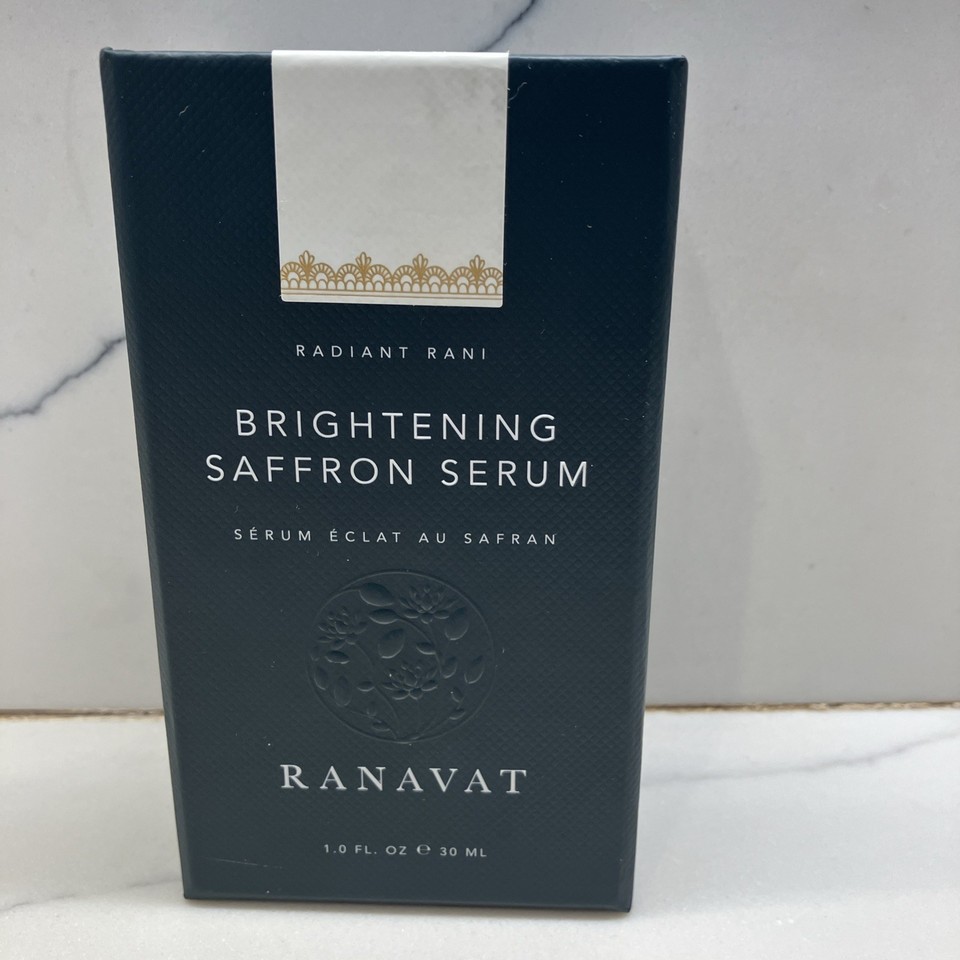 RADIANT RANI
BRIGHTENING
SAFFRON SERUM
SÉRUM ÉCLAT AU SAFRAN
RANAVAT
1.0 FL. OZ ℮ 30 ML